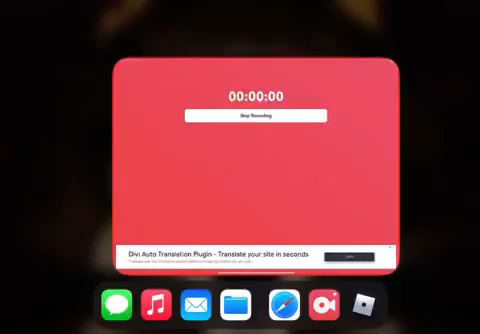 00:00:00
Stop Recording
Divi Auto Translation Plugin - Translate your site in seconds